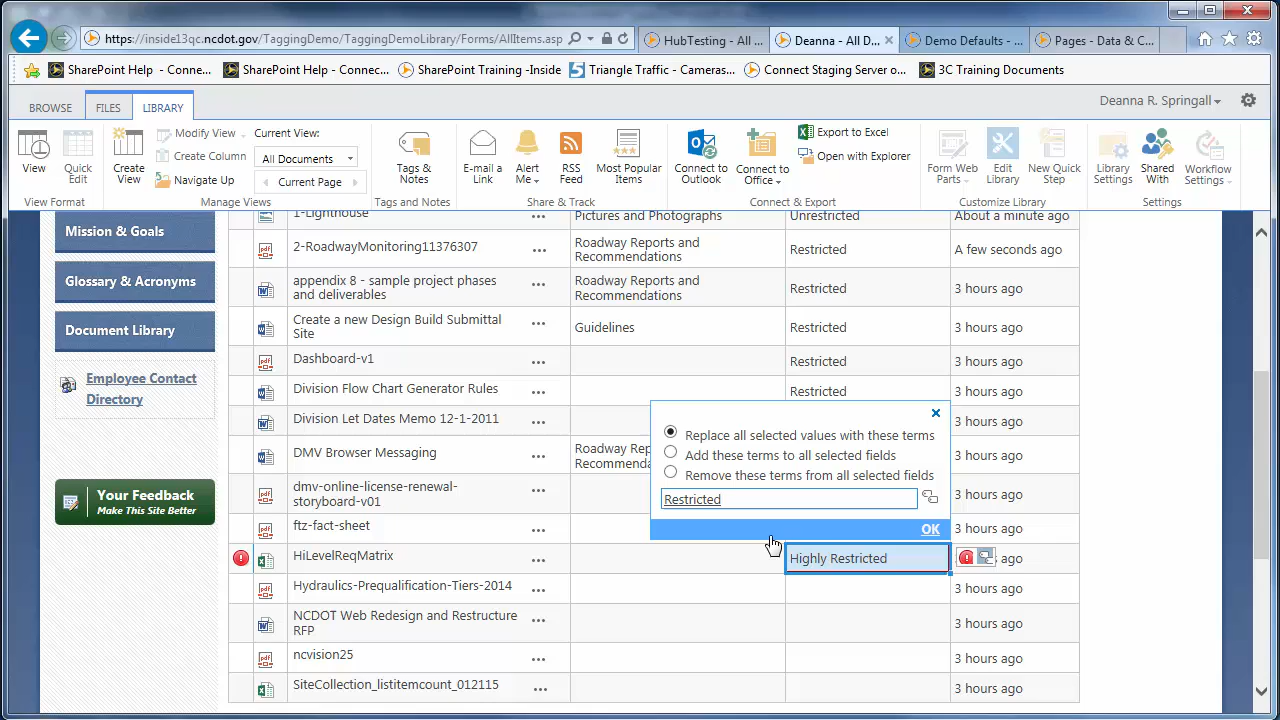 https://inside13qc.ncdot.gov/TaggingDemo/TaggingDemoLibrary/Forms/AllItems.asp
HubTesting - All ...
Deanna - All D...
Demo Defaults - ...
Pages - Data & C...
SharePoint Help - Conne...
SharePoint Help - Connec...
SharePoint Training -Inside
Triangle Traffic - Cameras...
Connect Staging Server o...
3C Training Documents
BROWSE
FILES
LIBRARY
Deanna R. Springall
View
Quick Edit
View Format
Create View
Modify View
Create Column
Navigate Up
Current View:
All Documents
Current Page
Manage Views
Tags & Notes
Tags and Notes
E-mail a Link
Alert Me
RSS Feed
Most Popular Items
Share & Track
Connect to Outlook
Connect to Office
Export to Excel
Open with Explorer
Connect & Export
Form Web Parts
Edit Library
New Quick Step
Customize Library
Library Settings
Shared With
Workflow Settings
Settings
Mission & Goals
Glossary & Acronyms
Document Library
Employee Contact
Directory
Your Feedback
Make This Site Better
1-Lighthouse
Pictures and Photographs
Unrestricted
About a minute ago
2-RoadwayMonitoring11376307
Roadway Reports and
Recommendations
Restricted
A few seconds ago
appendix 8 - sample project phases
and deliverables
Roadway Reports and
Recommendations
Restricted
3 hours ago
Create a new Design Build Submittal
Site
Guidelines
Restricted
3 hours ago
Dashboard-v1
Restricted
3 hours ago
Division Flow Chart Generator Rules
Restricted
3 hours ago
Division Let Dates Memo 12-1-2011
3 hours ago
DMV Browser Messaging
Roadway Rep
Recommenda
3 hours ago
dmv-online-license-renewal-
storyboard-v01
3 hours ago
ftz-fact-sheet
3 hours ago
HiLevelReqMatrix
Highly Restricted
s ago
Hydraulics-Prequalification-Tiers-2014
3 hours ago
NCDOT Web Redesign and Restructure
RFP
3 hours ago
ncvision25
3 hours ago
SiteCollection_listitemcount_012115
3 hours ago
Replace all selected values with these terms
Add these terms to all selected fields
Remove these terms from all selected fields
Restricted
OK